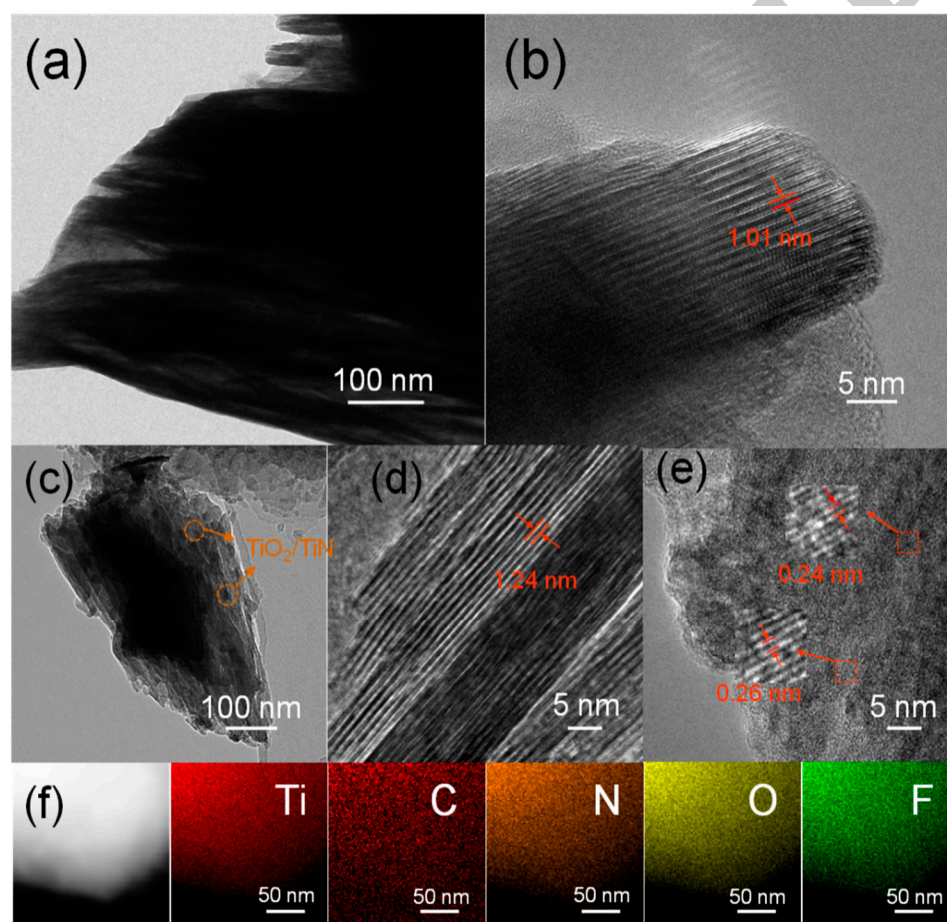 (a)
100 nm
(b)
1.01 nm
5 nm
(c)
TiO₂/TiN
100 nm
(d)
1.24 nm
5 nm
(e)
0.24 nm
0.26 nm
5 nm
(f)
Ti
50 nm
C
50 nm
N
50 nm
O
50 nm
F
50 nm